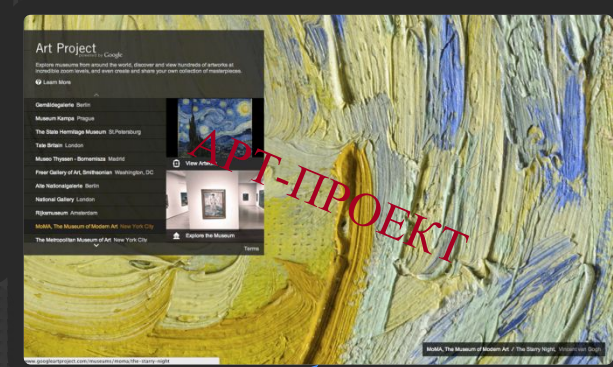 Art Project
powered by Google
Explore museums from around the world, discover and view hundreds of artworks at
incredible zoom levels, and even create and share your own collection of masterpieces.
Learn More
Gemäldegalerie Berlin
Museum Kampa Prague
The State Hermitage Museum St.Petersburg
Tate Britain London
Museo Thyssen - Bornemisza Madrid
Freer Gallery of Art, Smithsonian Washington, DC
Alte Nationalgalerie Berlin
National Gallery London
Rijksmuseum Amsterdam
MoMA, The Museum of Modern Art New York City
The Metropolitan Museum of Art New York City
View Artwork
Explore the Museum
Terms
АРТ-ПРОЕКТ
MoMA, The Museum of Modern Art / The Starry Night, Vincent van Gogh
www.googleartproject.com/museums/moma/the-starry-night